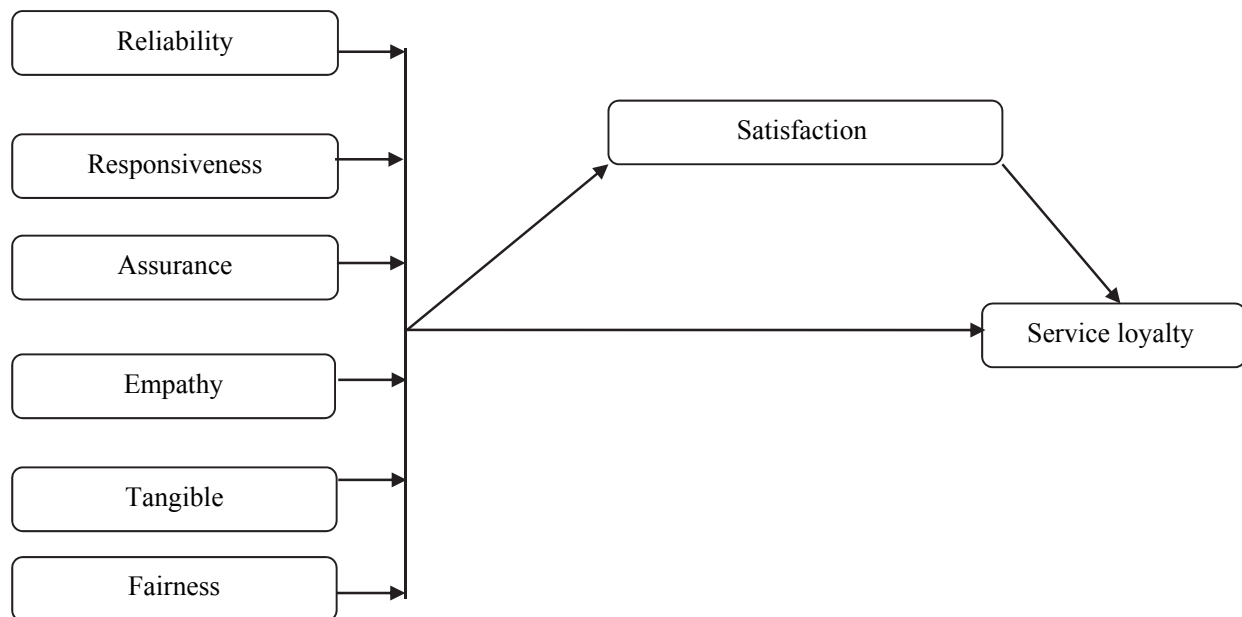 Reliability
Responsiveness
Assurance
Empathy
Tangible
Fairness
Satisfaction
Service loyalty